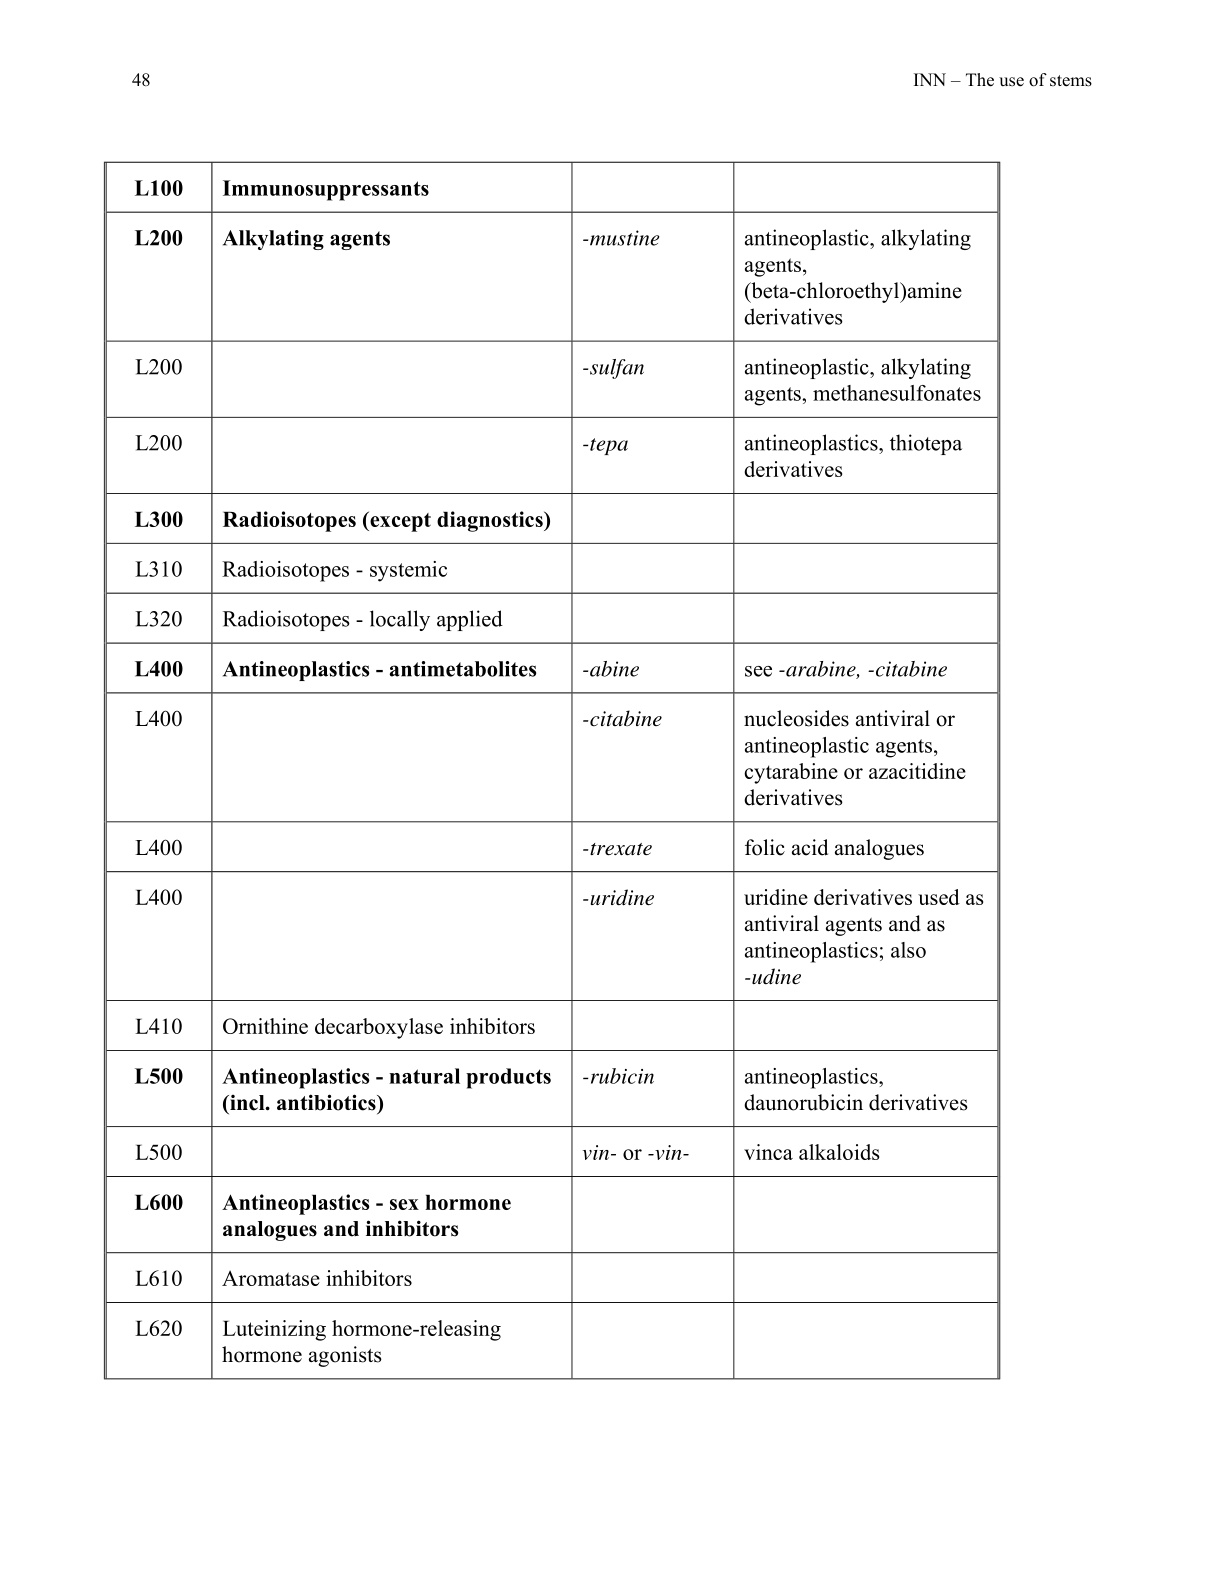 48
INN – The use of stems
L100 Immunosuppressants
L200 Alkylating agents -mustine antineoplastic, alkylating
agents,
(beta-chloroethyl)amine
derivatives
L200 -sulfan antineoplastic, alkylating
agents, methanesulfonates
L200 -tepa antineoplastics, thiotepa
derivatives
L300 Radioisotopes (except diagnostics)
L310 Radioisotopes - systemic
L320 Radioisotopes - locally applied
L400 Antineoplastics - antimetabolites -abine see -arabine, -citabine
L400 -citabine nucleosides antiviral or
antineoplastic agents,
cytarabine or azacitidine
derivatives
L400 -trexate folic acid analogues
L400 -uridine uridine derivatives used as
antiviral agents and as
antineoplastics; also
-udine
L410 Ornithine decarboxylase inhibitors
L500 Antineoplastics - natural products -rubicin antineoplastics,
(incl. antibiotics) daunorubicin derivatives
L500 vin- or -vin- vinca alkaloids
L600 Antineoplastics - sex hormone
analogues and inhibitors
L610 Aromatase inhibitors
L620 Luteinizing hormone-releasing
hormone agonists